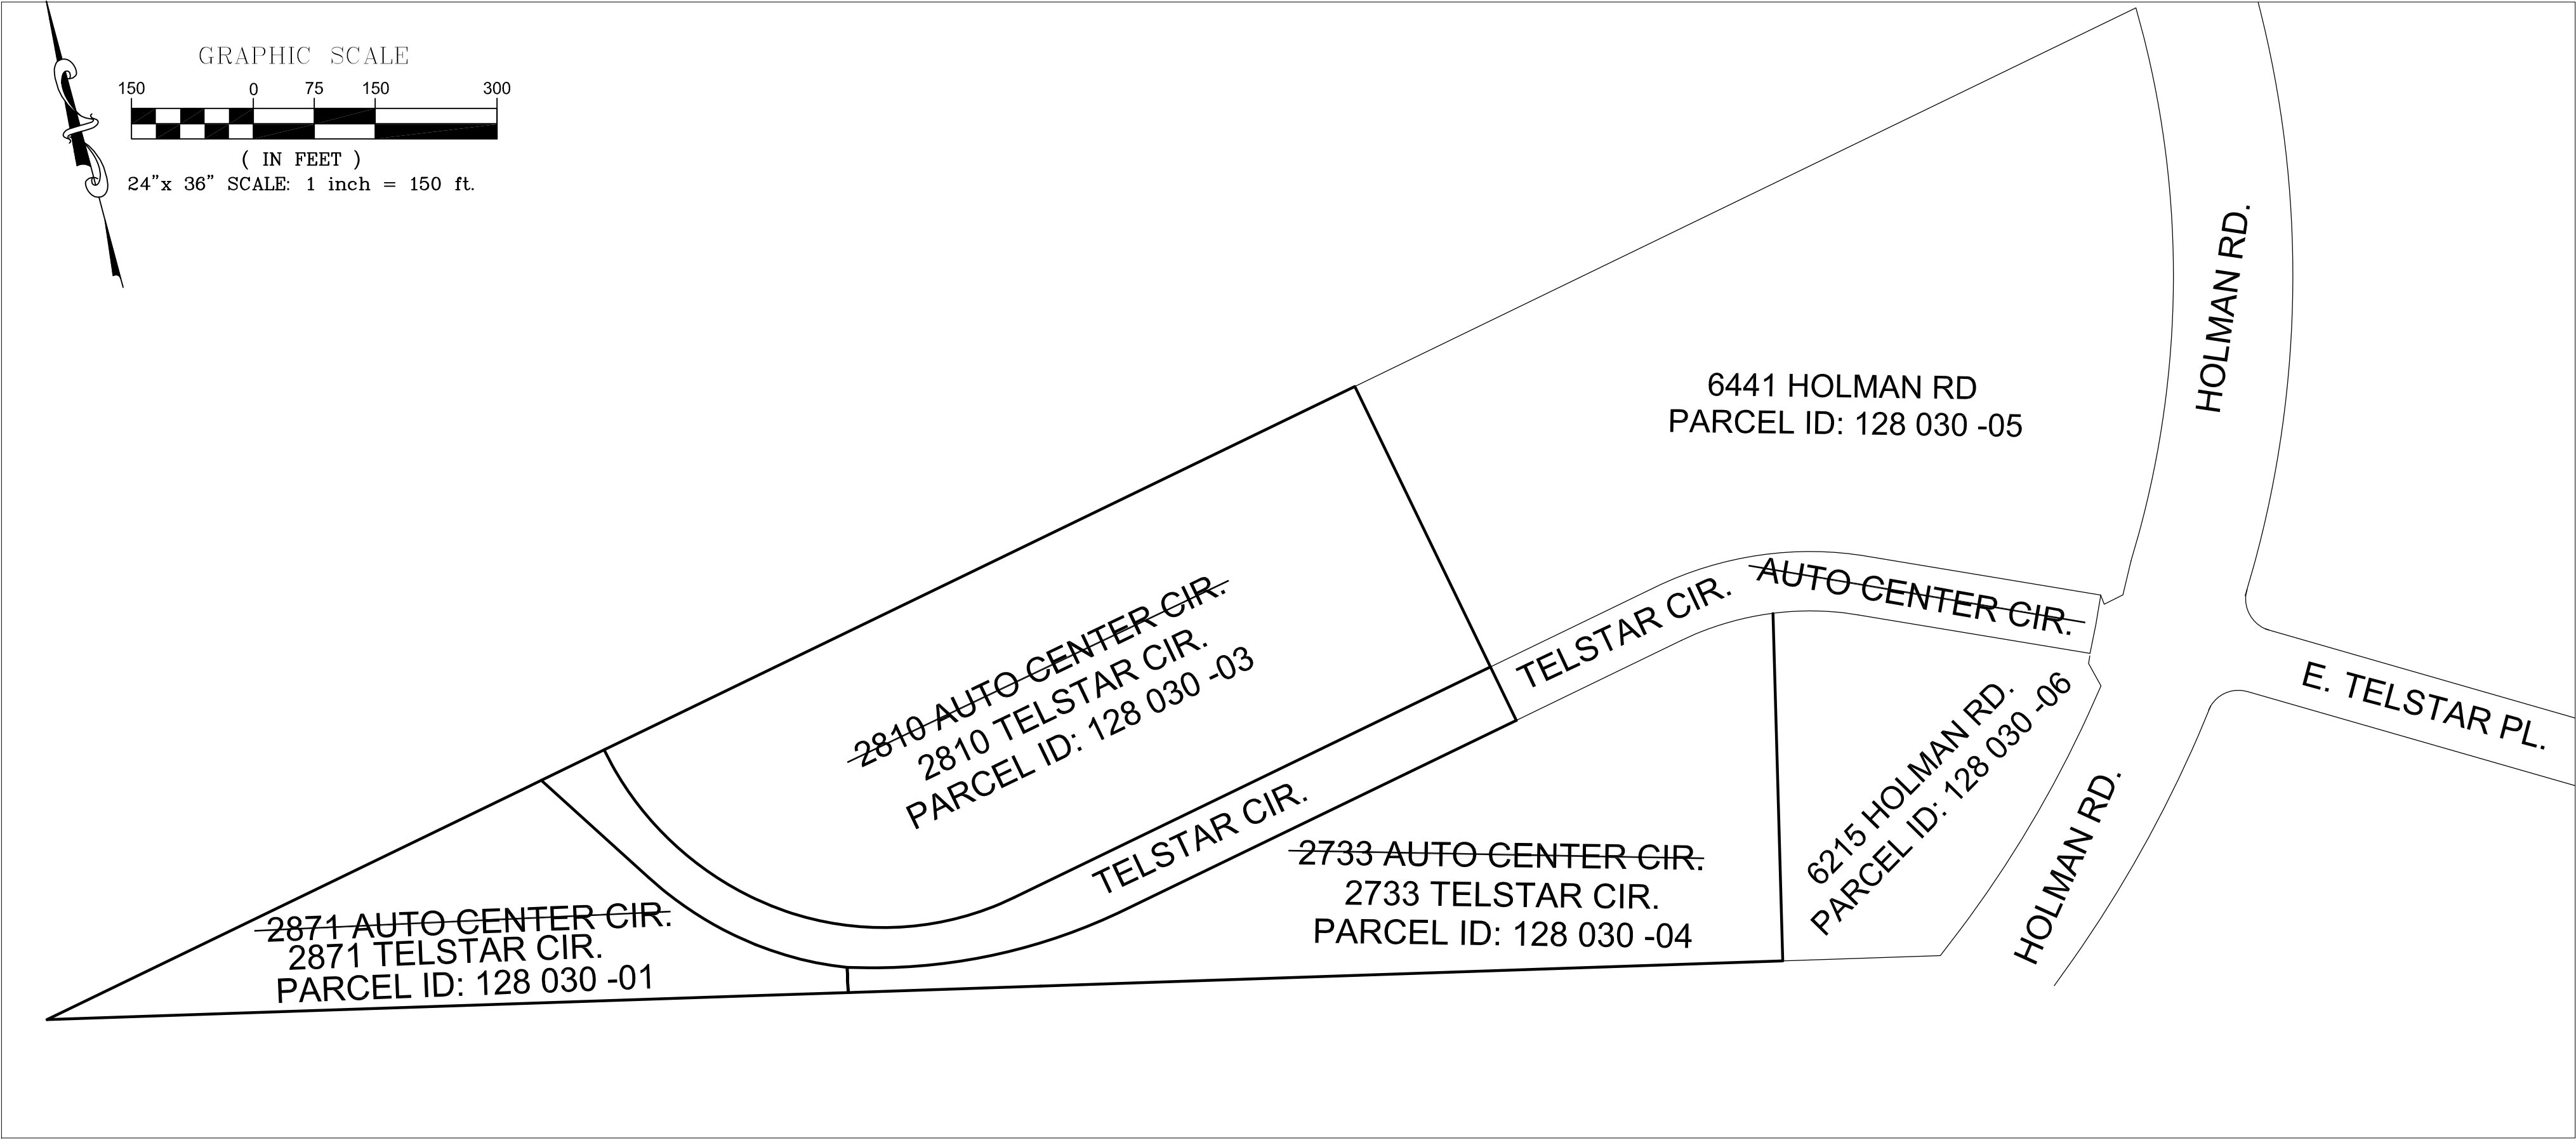 GRAPHIC SCALE
150 0 75 150 300
( IN FEET )
24"x 36" SCALE: 1 inch = 150 ft.
HOLMAN RD.
6441 HOLMAN RD
PARCEL ID: 128 030 -05
AUTO CENTER CIR.
TELSTAR CIR.
2810 AUTO CENTER CIR.
2810 TELSTAR CIR.
PARCEL ID: 128 030 -03
E. TELSTAR PL.
6215 HOLMAN RD.
PARCEL ID: 128 030 -06
HOLMAN RD.
TELSTAR CIR.
2733 AUTO CENTER CIR.
2733 TELSTAR CIR.
PARCEL ID: 128 030 -04
2871 AUTO CENTER CIR.
2871 TELSTAR CIR.
PARCEL ID: 128 030 -01